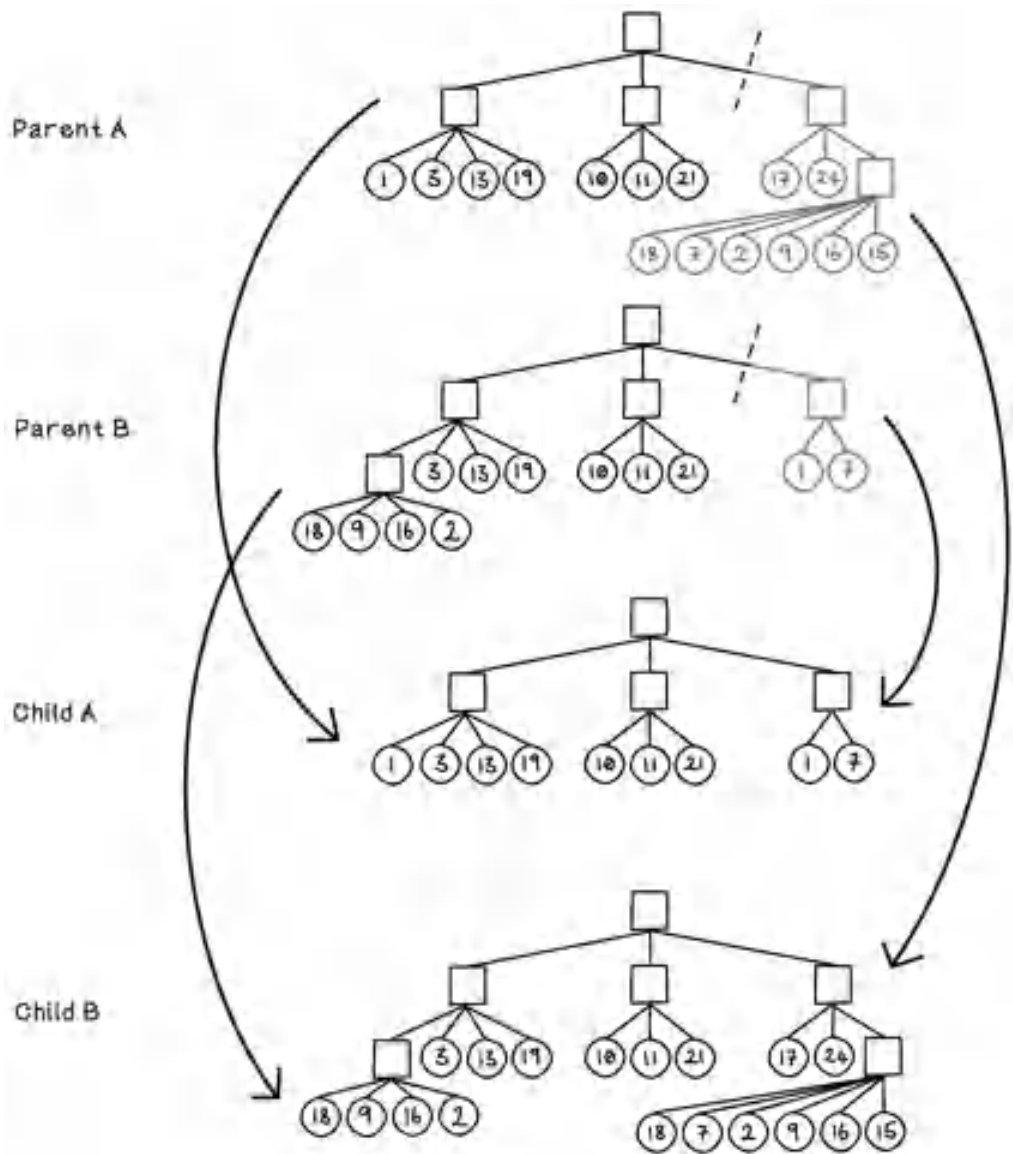 Parent A
1 3 13 19 10 11 21 17 24
18 7 2 9 16 15
Parent B
3 13 19 10 11 21 1 7
18 9 16 2
Child A
1 3 13 19 10 11 21 1 7
Child B
3 13 19 10 11 21 17 24
18 9 16 2 18 7 2 9 16 15